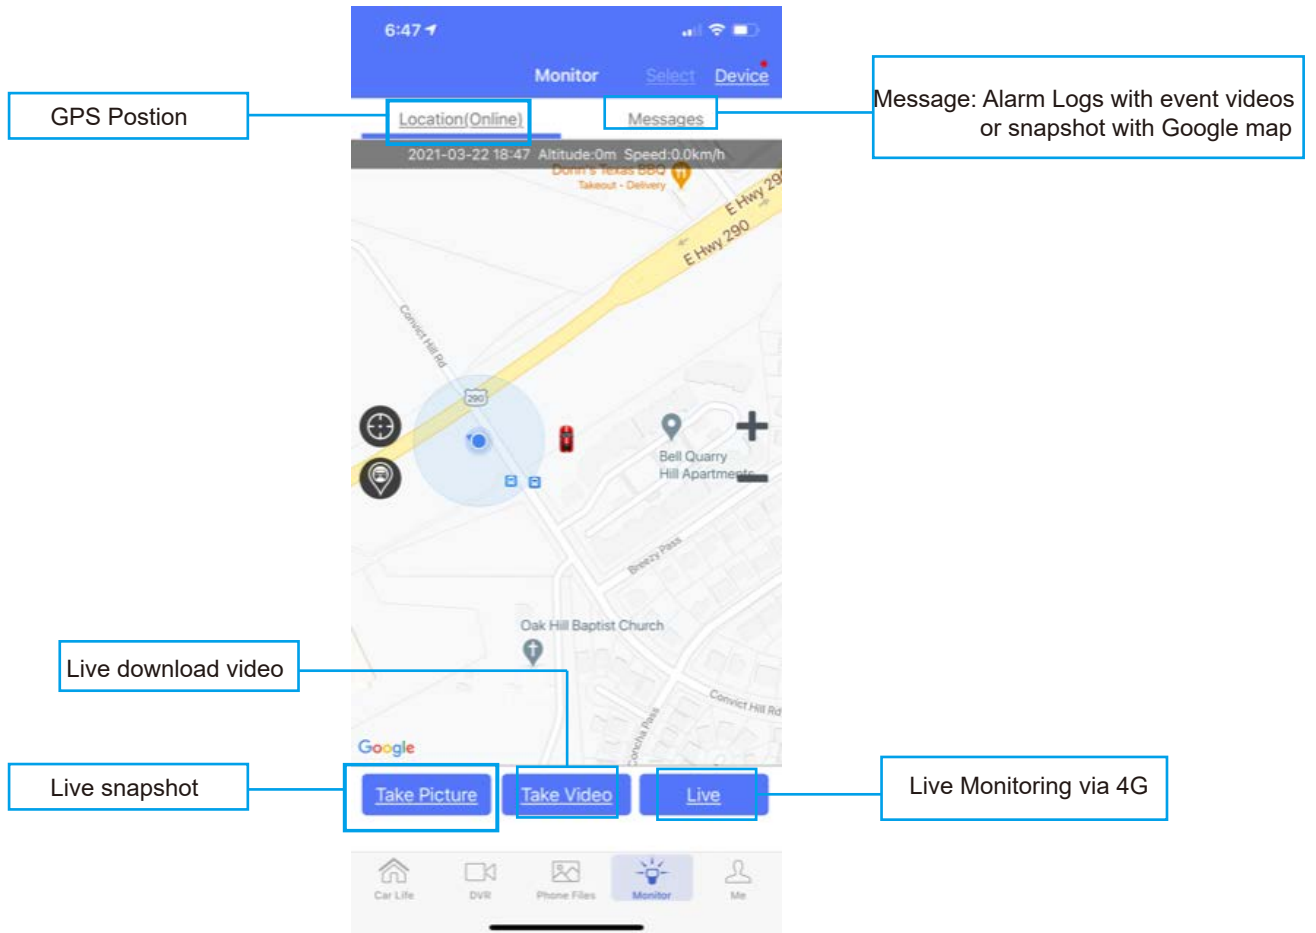 6:47
Monitor
Select
Device
GPS Postion
Location(Online)
Messages
Message: Alarm Logs with event videos
or snapshot with Google map
2021-03-22 18:47 Altitude:0m Speed:0.0km/h
Donn's Texas BBQ
Takeout - Delivery
E Hwy 290
E Hwy 290
Convict Hill Rd
290
Bell Quarry
Hill Apartments
Breezy Pass
Oak Hill Baptist Church
Live download video
Convict Hill Rd
Concha Pass
Google
Live snapshot
Take Picture
Take Video
Live
Live Monitoring via 4G
Car Life
DVR
Phone Files
Monitor
Me